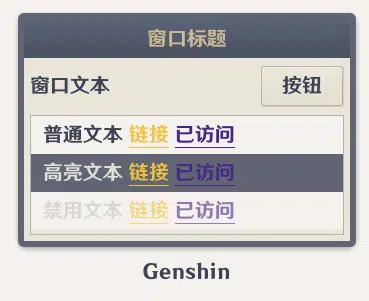 窗口标题
窗口文本 按钮
普通文本 链接 已访问
高亮文本 链接 已访问
禁用文本 链接 已访问
Genshin